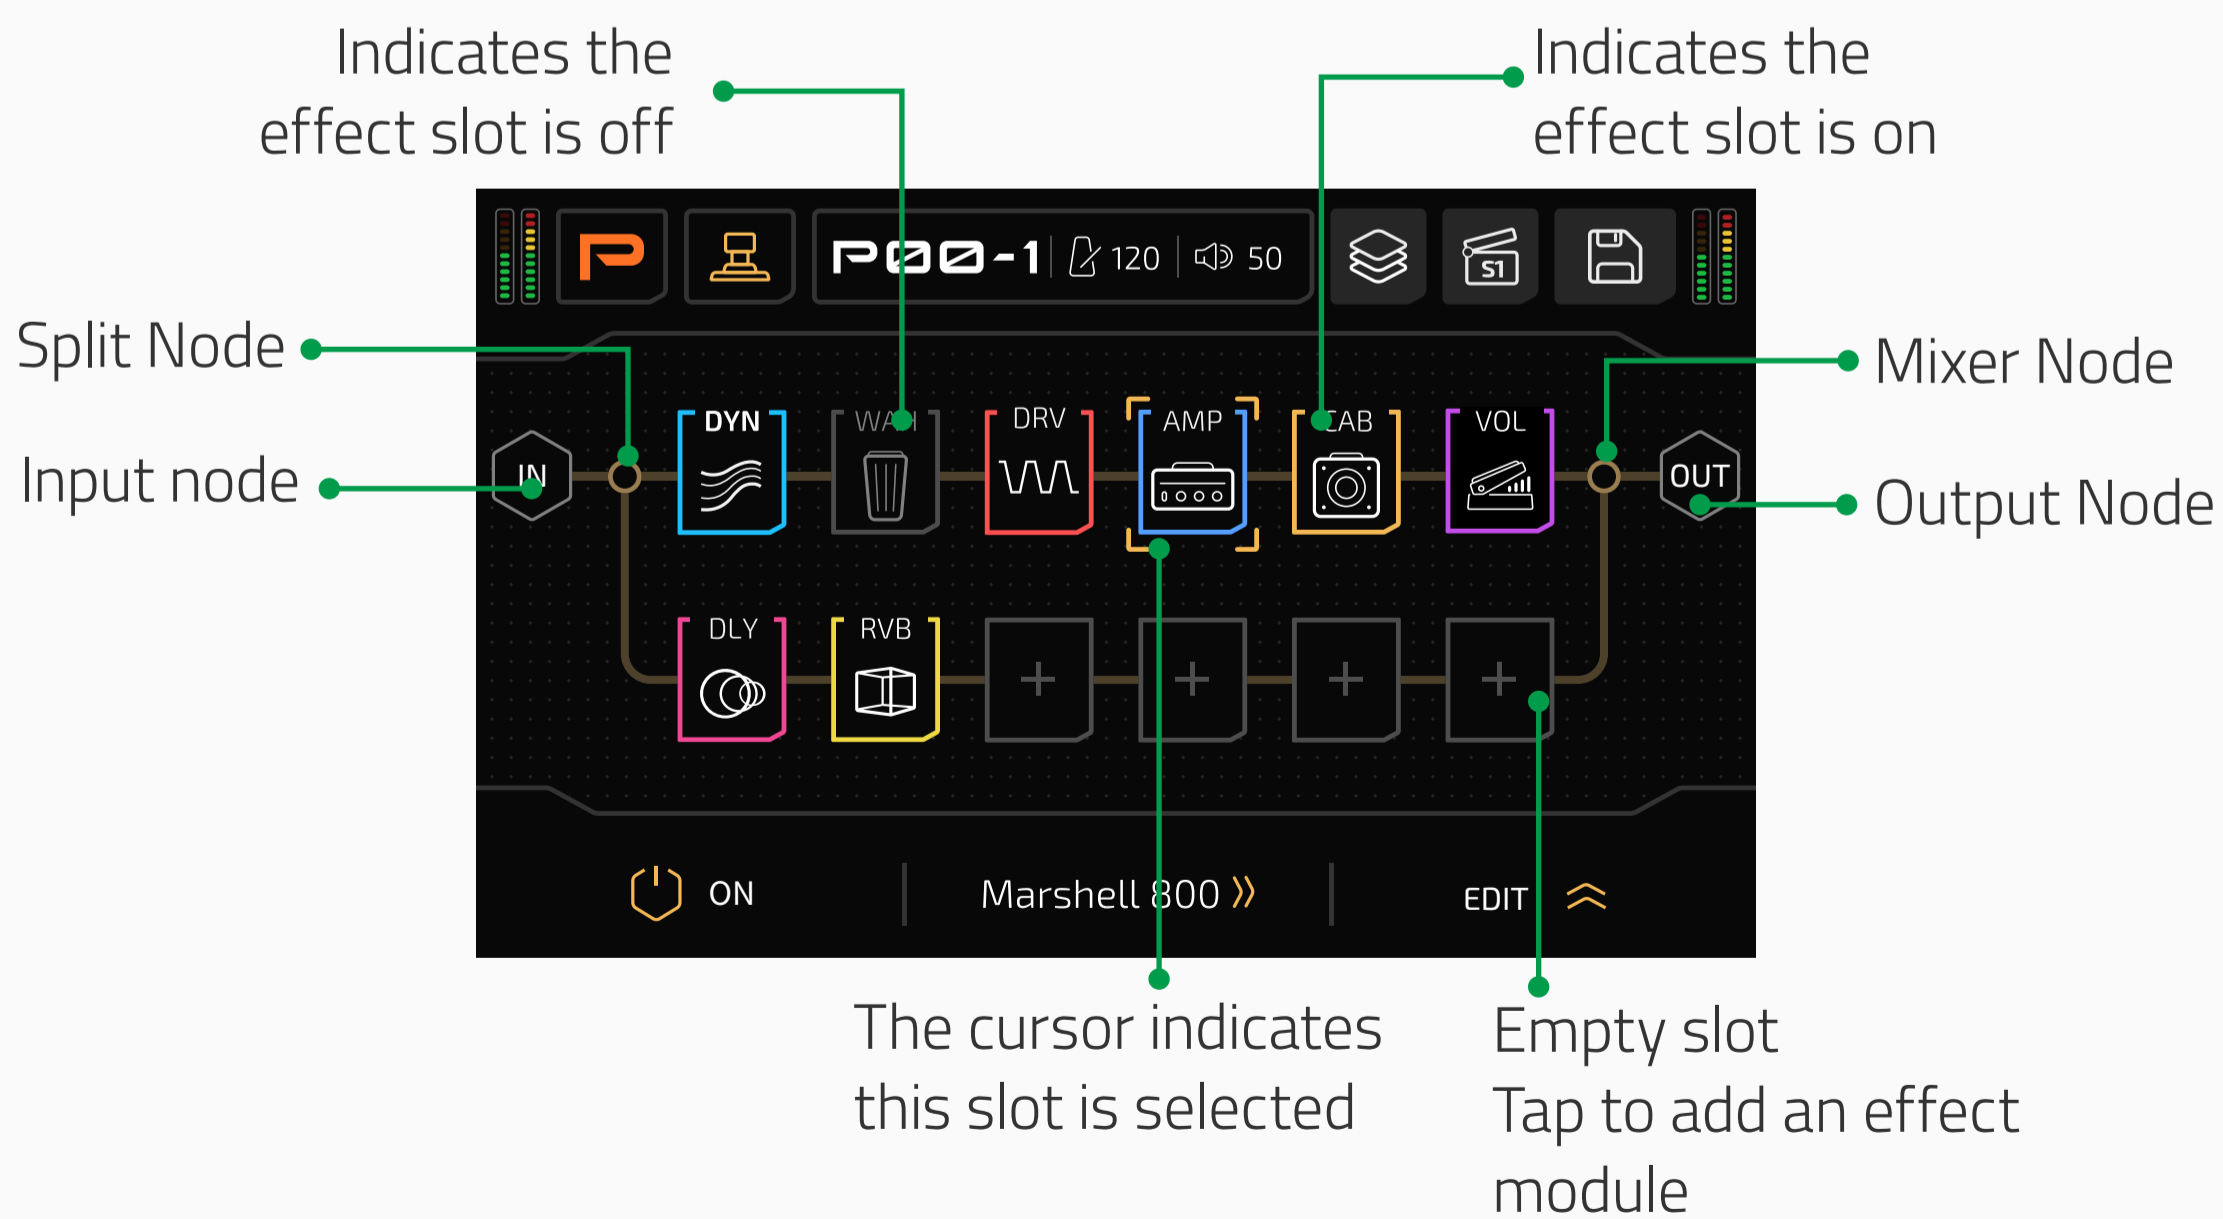 Indicates the
effect slot is off
Indicates the
effect slot is on
P00-1 120 50
S1
Split Node
Mixer Node
Input node
Output Node
IN
DYN WAH DRV AMP CAB VOL
OUT
DLY RVB
ON
Marshell 800
EDIT
The cursor indicates
this slot is selected
Empty slot
Tap to add an effect
module